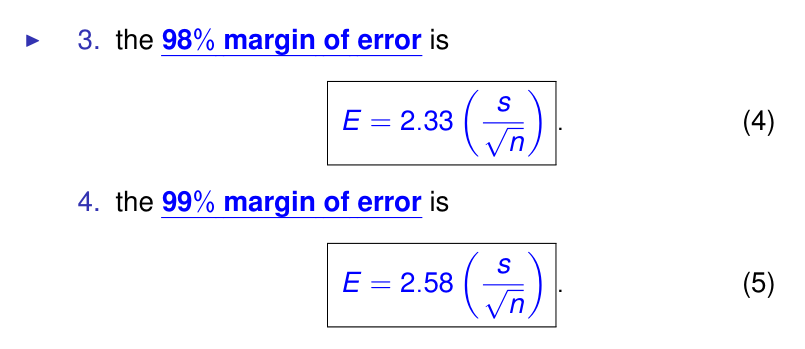 ▶ 3. the 98% margin of error is
E = 2.33 (s/√n). (4)
4. the 99% margin of error is
E = 2.58 (s/√n). (5)